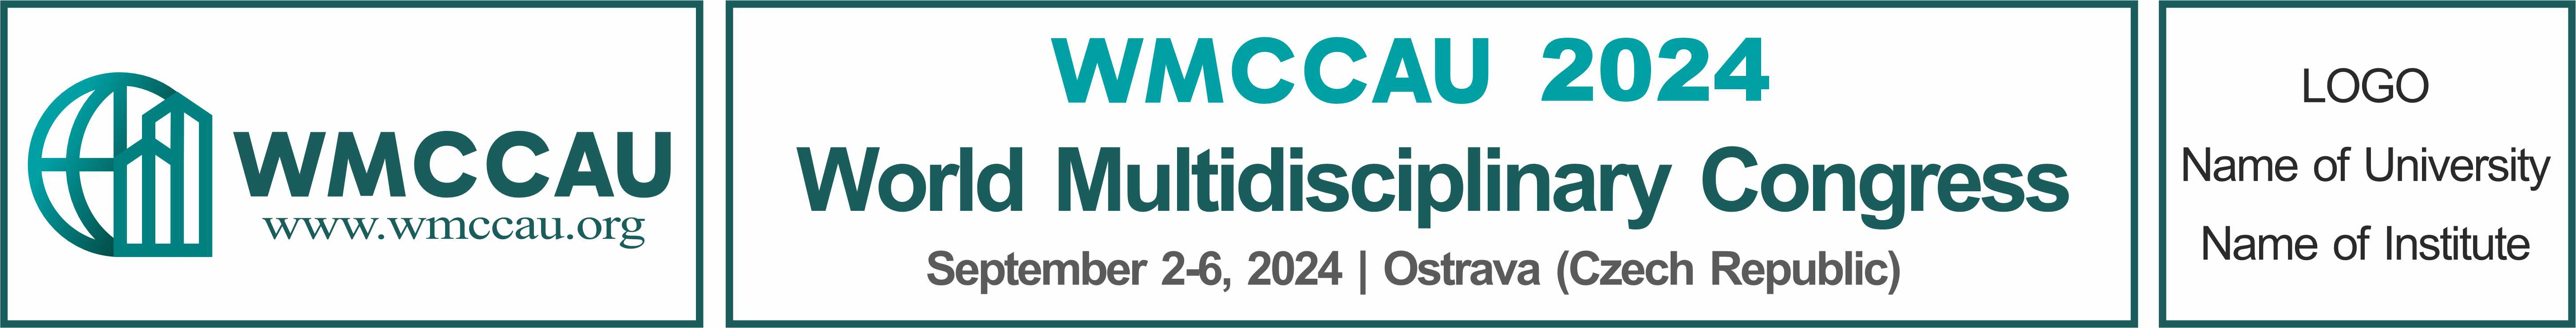 WMCCAU
www.wmccau.org
WMCCAU 2024
World Multidisciplinary Congress
September 2-6, 2024 | Ostrava (Czech Republic)
LOGO
Name of University
Name of Institute